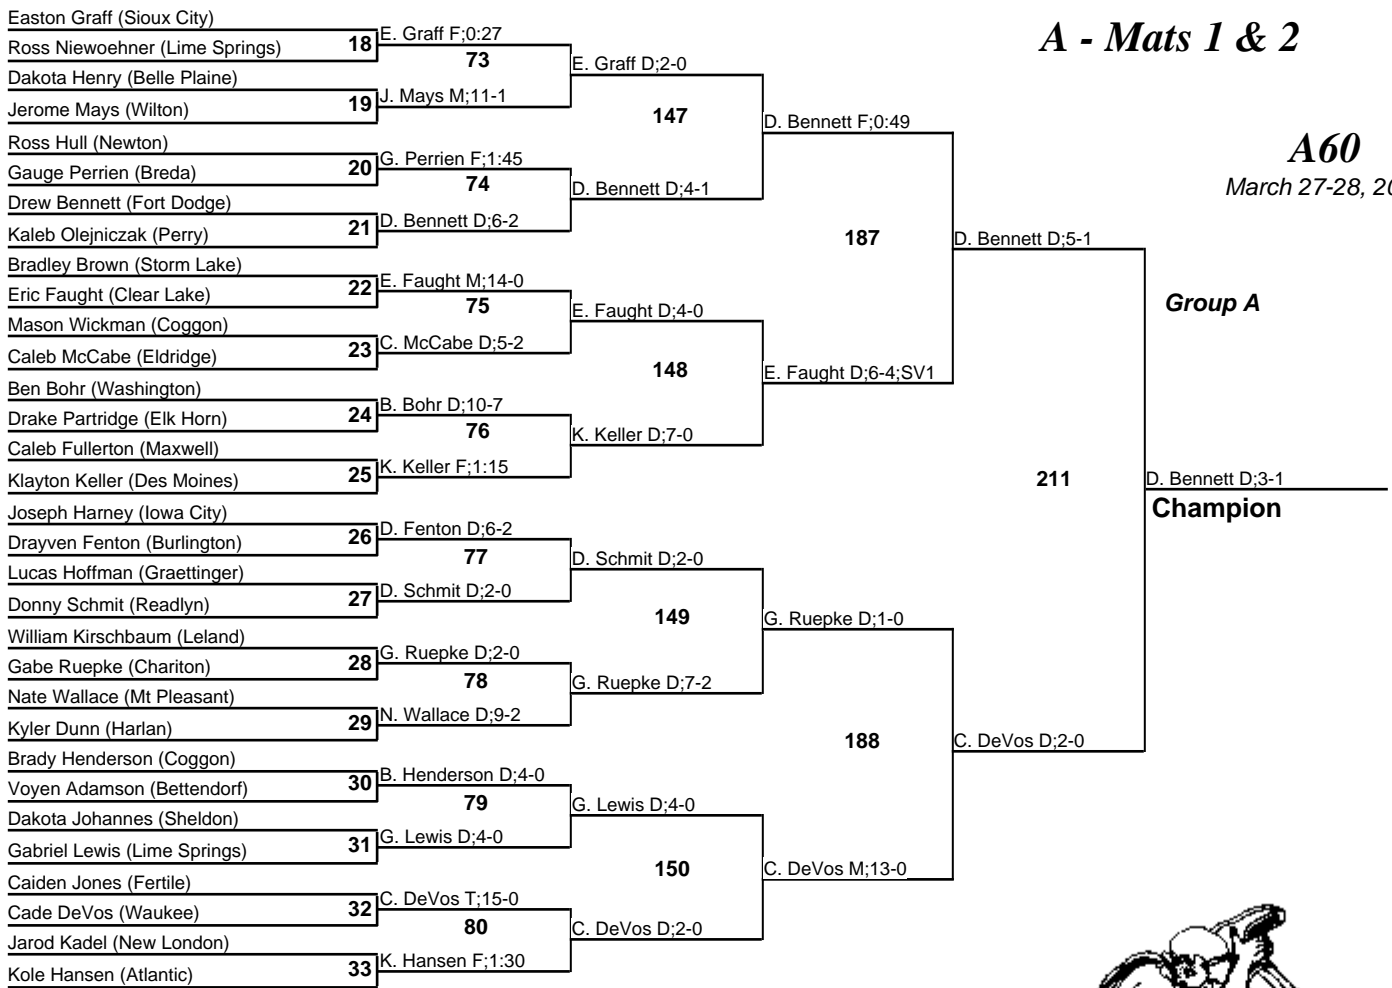 A - Mats 1 & 2
A60
March 27-28, 20
Group A
Easton Graff (Sioux City)
18
Ross Niewoehner (Lime Springs)
E. Graff F;0:27
73
Dakota Henry (Belle Plaine)
19
Jerome Mays (Wilton)
J. Mays M;11-1
E. Graff D;2-0
147
Ross Hull (Newton)
20
Gauge Perrien (Breda)
G. Perrien F;1:45
74
Drew Bennett (Fort Dodge)
21
Kaleb Olejniczak (Perry)
D. Bennett D;6-2
D. Bennett D;4-1
D. Bennett F;0:49
187
Bradley Brown (Storm Lake)
22
Eric Faught (Clear Lake)
E. Faught M;14-0
75
Mason Wickman (Coggon)
23
Caleb McCabe (Eldridge)
C. McCabe D;5-2
E. Faught D;4-0
148
Ben Bohr (Washington)
24
Drake Partridge (Elk Horn)
B. Bohr D;10-7
76
Caleb Fullerton (Maxwell)
25
Klayton Keller (Des Moines)
K. Keller F;1:15
K. Keller D;7-0
E. Faught D;6-4;SV1
D. Bennett D;5-1
211
Joseph Harney (Iowa City)
26
Drayven Fenton (Burlington)
D. Fenton D;6-2
77
Lucas Hoffman (Graettinger)
27
Donny Schmit (Readlyn)
D. Schmit D;2-0
D. Schmit D;2-0
149
William Kirschbaum (Leland)
28
Gabe Ruepke (Chariton)
G. Ruepke D;2-0
78
Nate Wallace (Mt Pleasant)
29
Kyler Dunn (Harlan)
N. Wallace D;9-2
G. Ruepke D;7-2
G. Ruepke D;1-0
188
Brady Henderson (Coggon)
30
Voyen Adamson (Bettendorf)
B. Henderson D;4-0
79
Dakota Johannes (Sheldon)
31
Gabriel Lewis (Lime Springs)
G. Lewis D;4-0
G. Lewis D;4-0
150
Caiden Jones (Fertile)
32
Cade DeVos (Waukee)
C. DeVos T;15-0
80
Jarod Kadel (New London)
33
Kole Hansen (Atlantic)
K. Hansen F;1:30
C. DeVos D;2-0
C. DeVos M;13-0
C. DeVos D;2-0
D. Bennett D;3-1
Champion